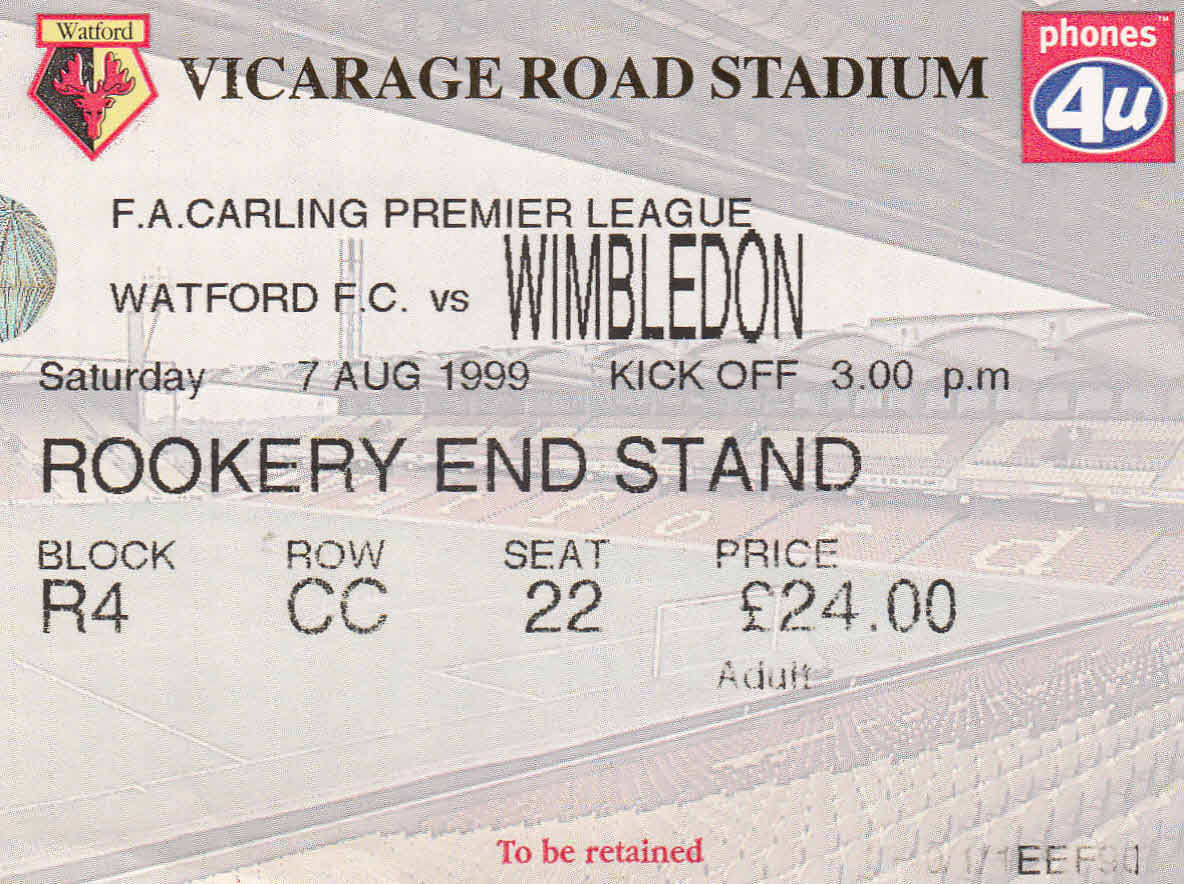 Watford
VICARAGE ROAD STADIUM
phones
4u
F.A.CARLING PREMIER LEAGUE
WATFORD F.C. vs WIMBLEDON
Saturday 7 AUG 1999 KICK OFF 3.00 p.m
ROOKERY END STAND
BLOCK ROW SEAT PRICE
R4 CC 22 £24.00
Adult
To be retained